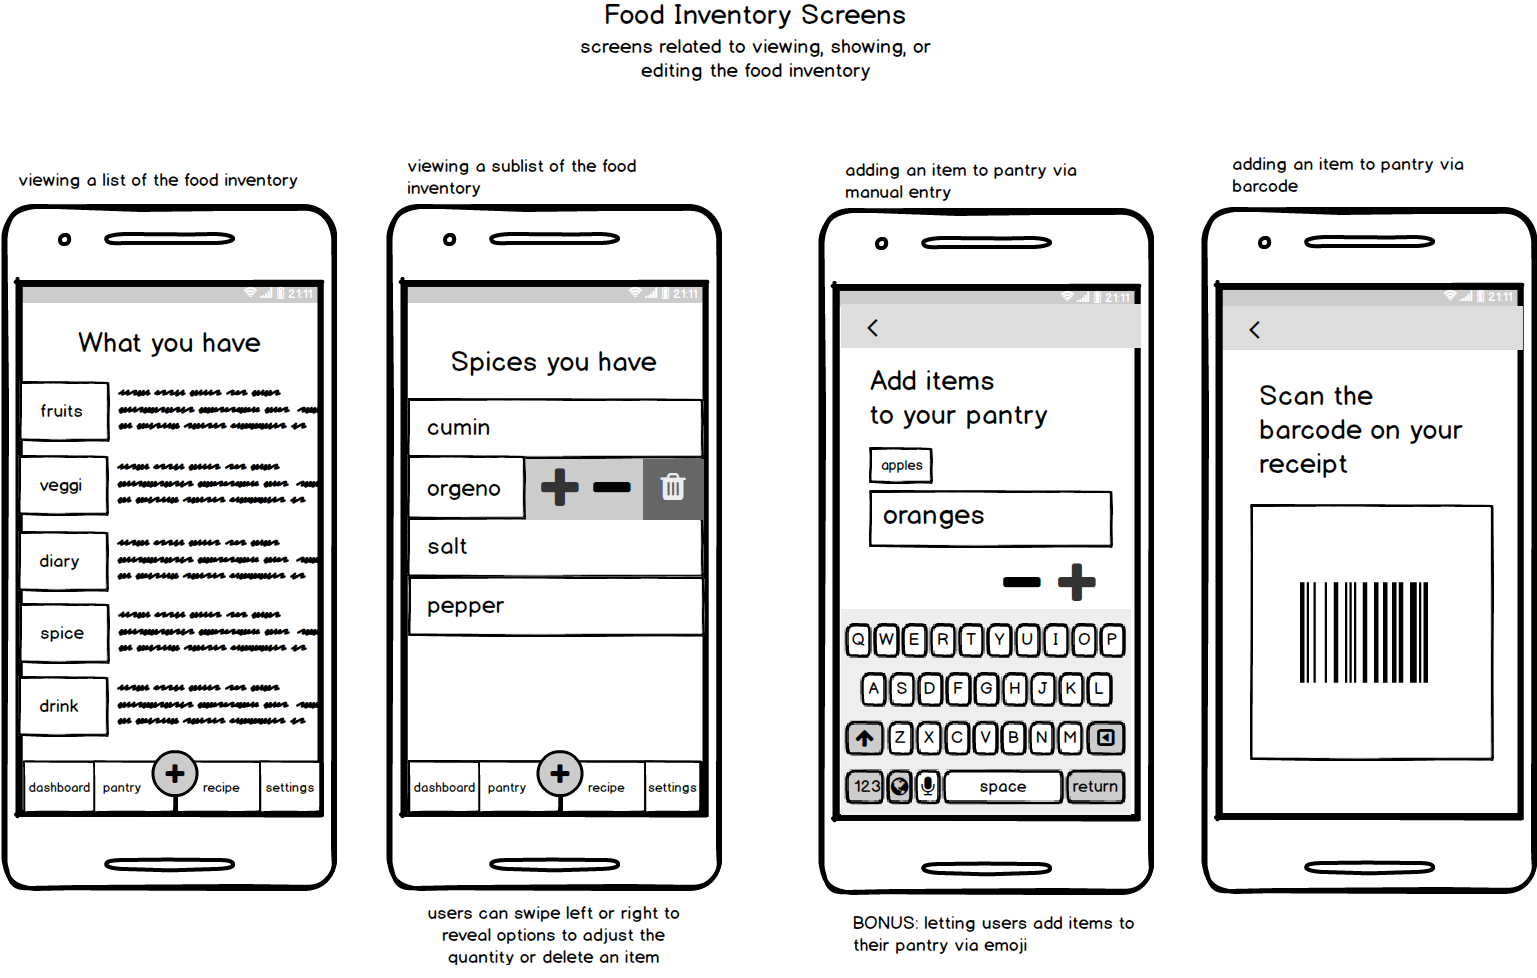 Food Inventory Screens
screens related to viewing, showing, or
editing the food inventory
viewing a list of the food inventory
21:11
What you have
fruits
veggi
diary
spice
drink
dashboard
pantry
recipe
settings
viewing a sublist of the food
inventory
21:11
Spices you have
cumin
orgeno
salt
pepper
dashboard
pantry
recipe
settings
users can swipe left or right to
reveal options to adjust the
quantity or delete an item
adding an item to pantry via
manual entry
21:11
Add items
to your pantry
apples
oranges
Q W E R T Y U I O P
A S D F G H J K L
Z X C V B N M
123 space return
BONUS: letting users add items to
their pantry via emoji
adding an item to pantry via
barcode
21:11
Scan the
barcode on your
receipt